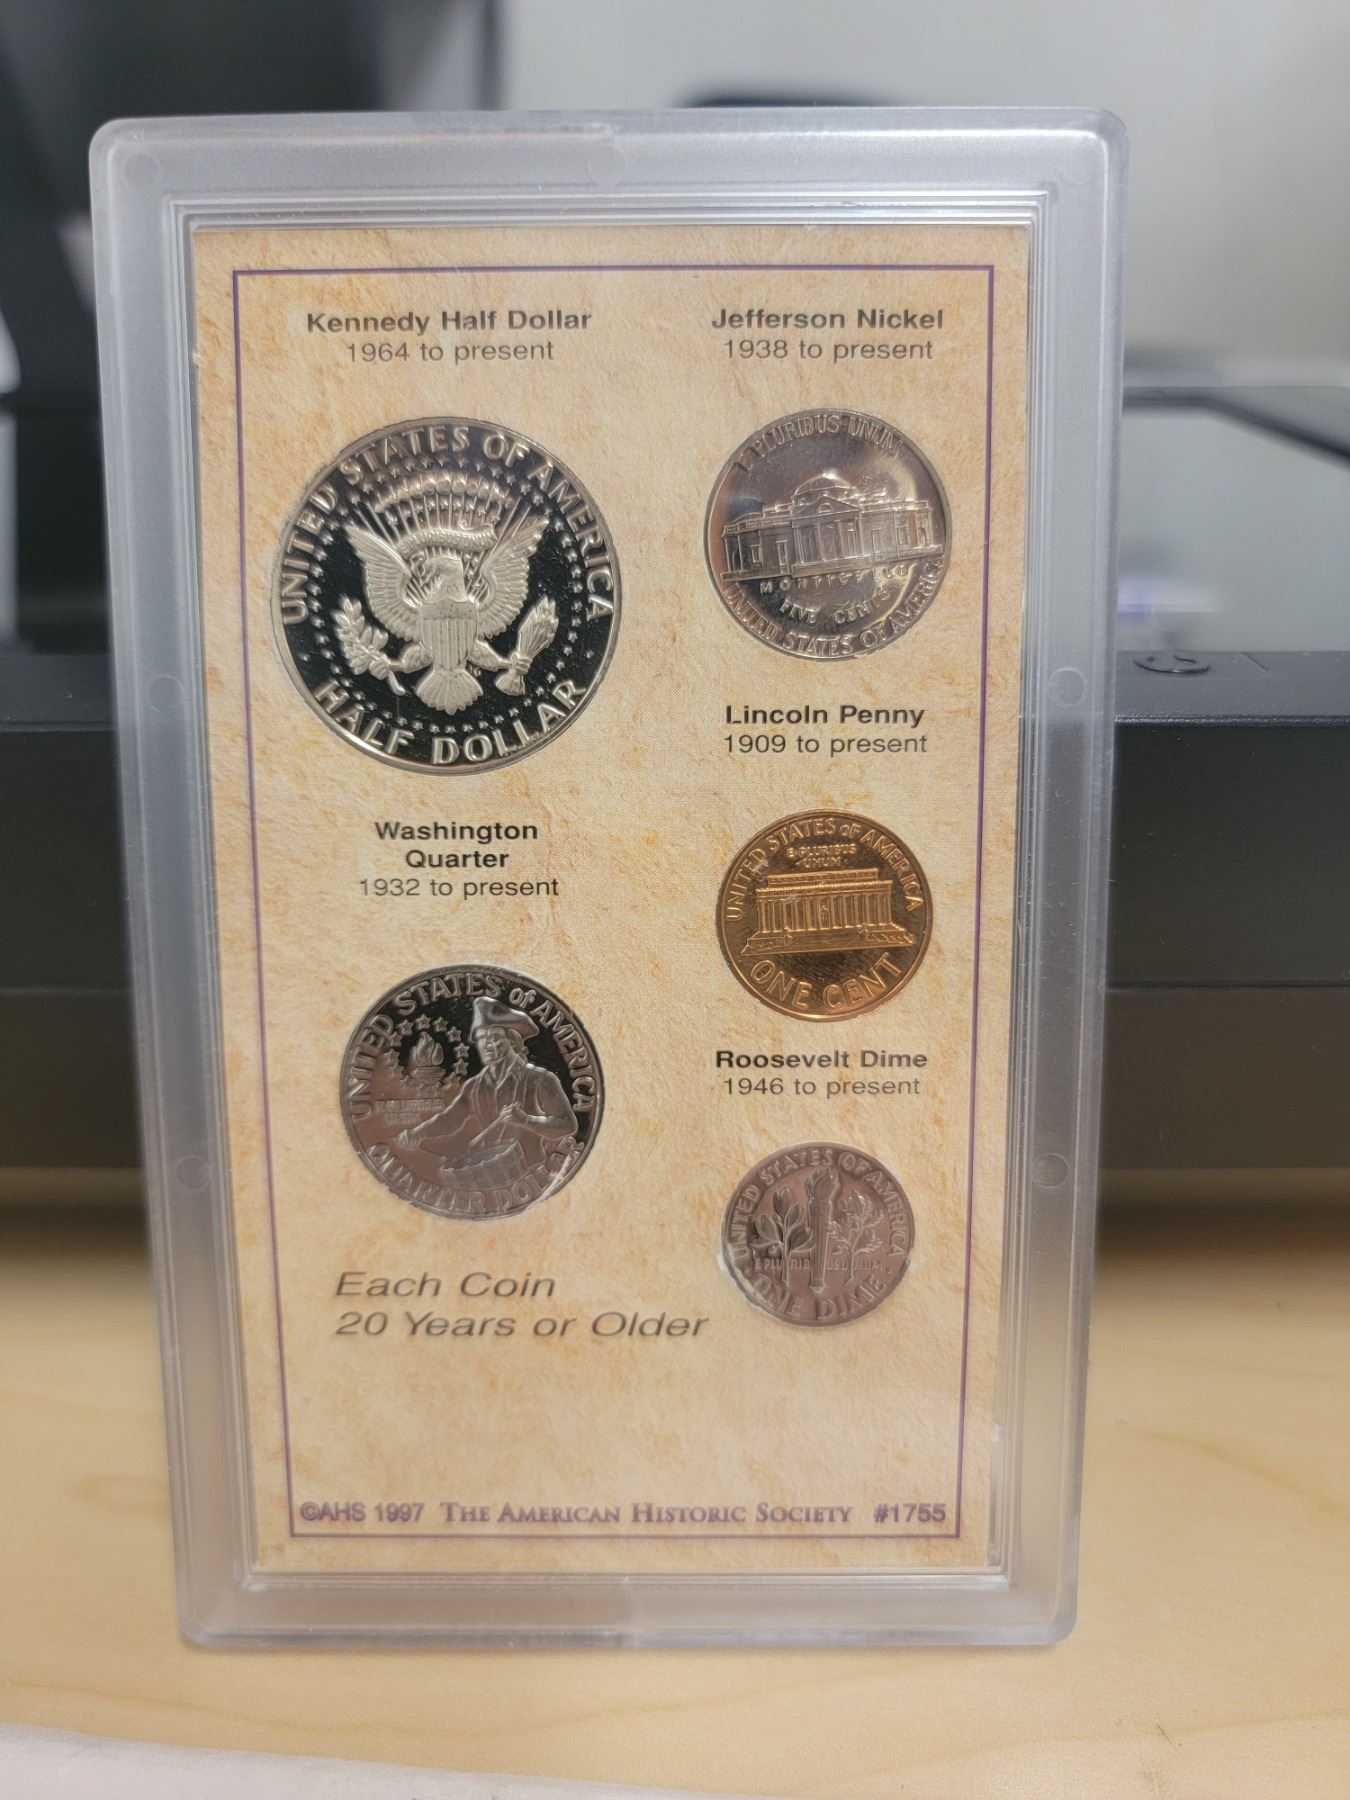 Kennedy Half Dollar
1964 to present
UNITED STATES OF AMERICA
HALF DOLLAR
Jefferson Nickel
1938 to present
E PLURIBUS UNUM
MONTICELLO
FIVE CENTS
UNITED STATES OF AMERICA
Lincoln Penny
1909 to present
UNITED STATES OF AMERICA
E PLURIBUS
UNUM
ONE CENT
Washington
Quarter
1932 to present
UNITED STATES of AMERICA
QUARTER DOLLAR
Roosevelt Dime
1946 to present
UNITED STATES OF AMERICA
E PLURIBUS UNUM
ONE DIME
Each Coin
20 Years or Older
©AHS 1997 THE AMERICAN HISTORIC SOCIETY #1755